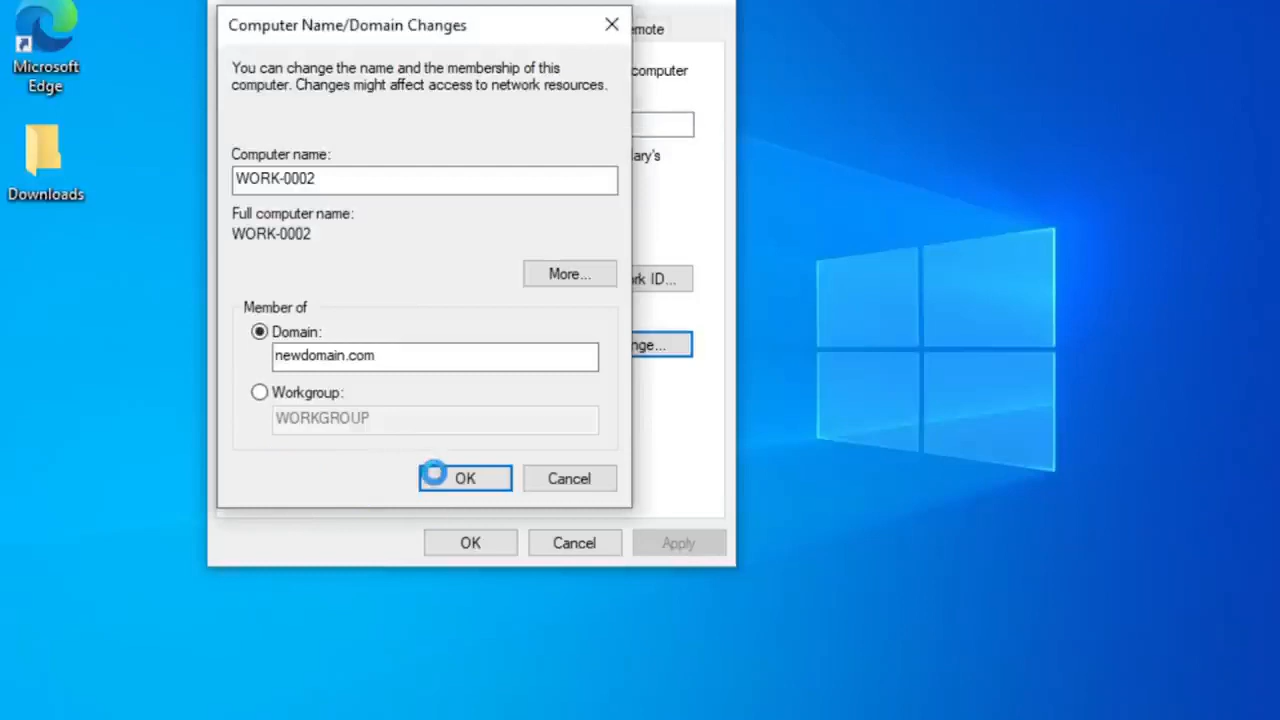 Computer Name/Domain Changes
emote
You can change the name and the membership of this
computer. Changes might affect access to network resources.
computer
Computer name:
WORK-0002
ary's
Full computer name:
WORK-0002
More...
rk ID...
Member of
Domain:
newdomain.com
nge...
Workgroup:
WORKGROUP
OK
Cancel
OK
Cancel
Apply
Microsoft
Edge
Downloads